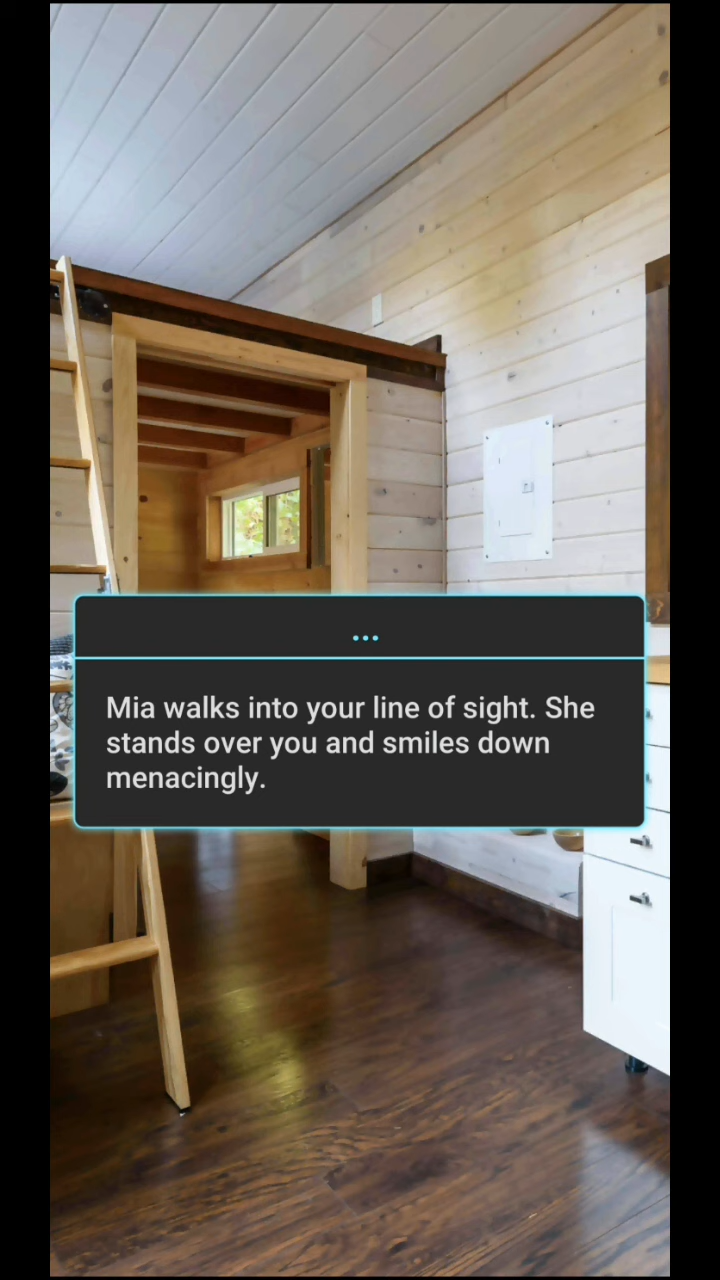 ...
Mia walks into your line of sight. She
stands over you and smiles down
menacingly.